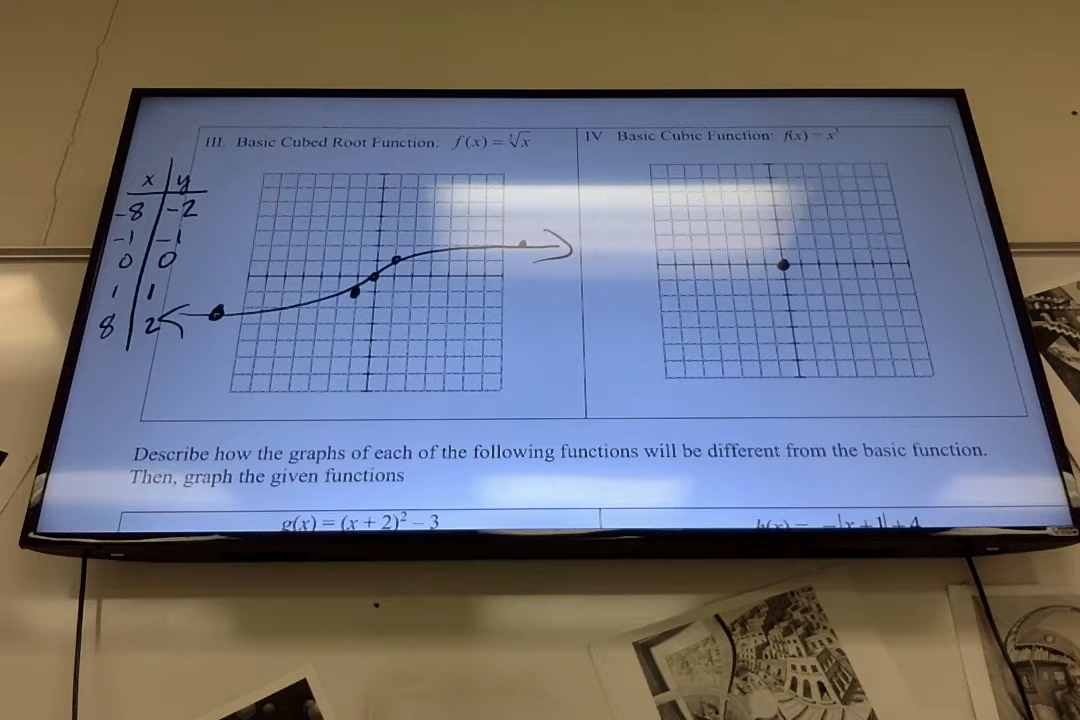 III. Basic Cubed Root Function: f(x) = ∛x
IV Basic Cubic Function: f(x) = x³
x y
-8 -2
-1 -1
0 0
1 1
8 2
Describe how the graphs of each of the following functions will be different from the basic function.
Then, graph the given functions
g(x) = (x + 2)² – 3
h(x) = –|x + 1| + 4